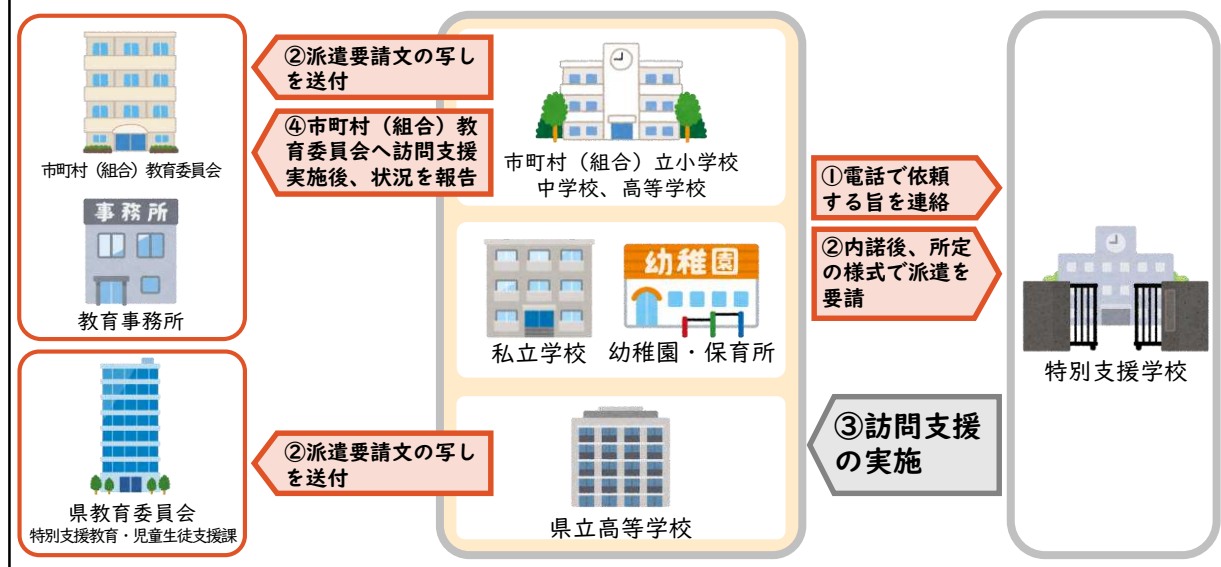 ②派遣要請文の写し
を送付
④市町村（組合）教
育委員会へ訪問支援
実施後、状況を報告
市町村（組合）教育委員会
事務所
教育事務所
市町村（組合）立小学校
中学校、高等学校
①電話で依頼
する旨を連絡
②内諾後、所定
の様式で派遣を
要請
幼稚園
私立学校
幼稚園・保育所
特別支援学校
③訪問支援
の実施
②派遣要請文の写し
を送付
県教育委員会
特別支援教育・児童生徒支援課
県立高等学校